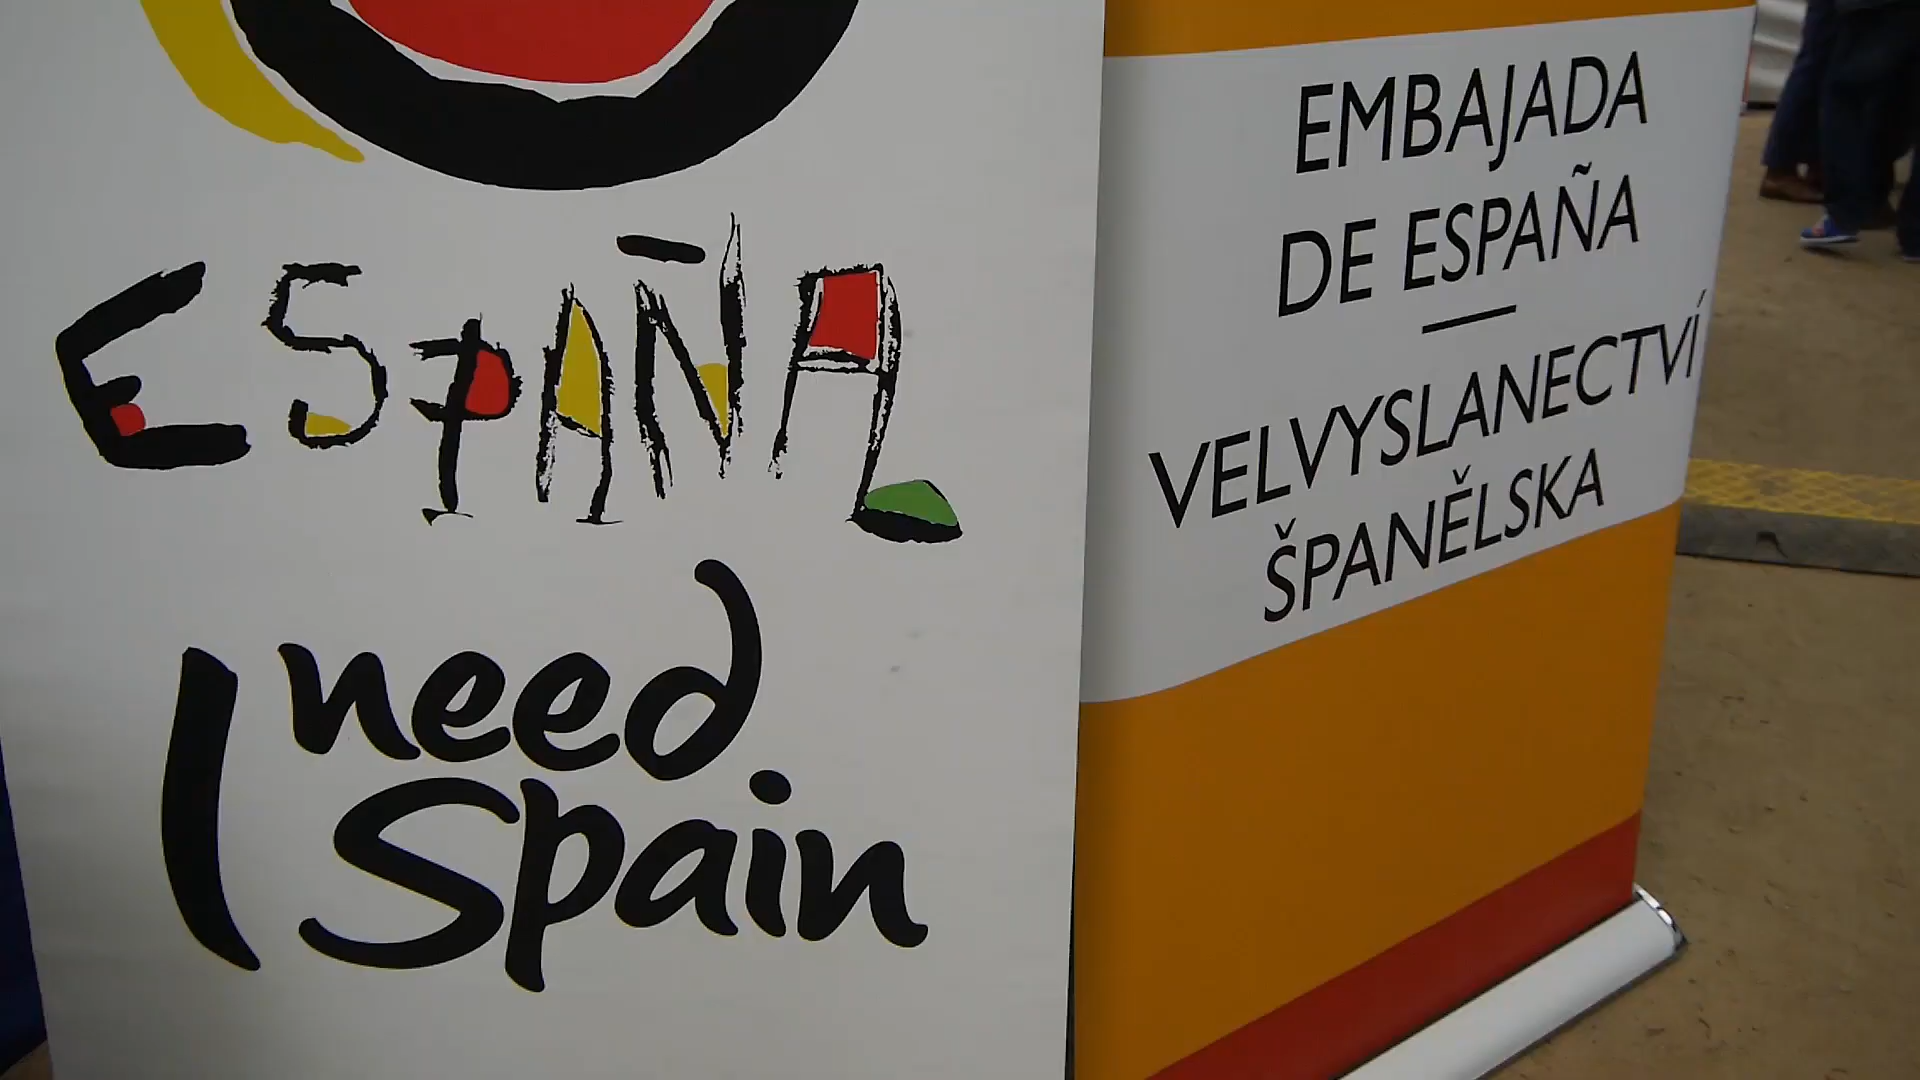 ESPAÑA
I need
Spain
EMBAJADA
DE ESPAÑA
VELVYSLANECTVÍ
ŠPANĚLSKA